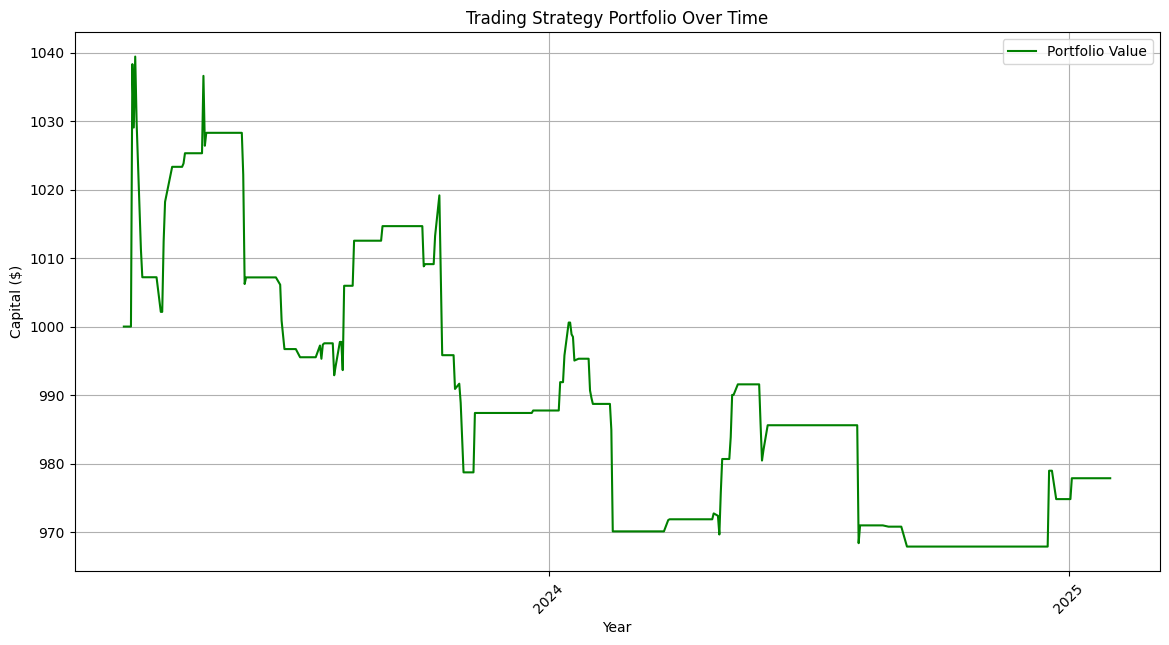 Trading Strategy Portfolio Over Time
Portfolio Value
Capital ($)
1040
1030
1020
1010
1000
990
980
970
2024
2025
Year